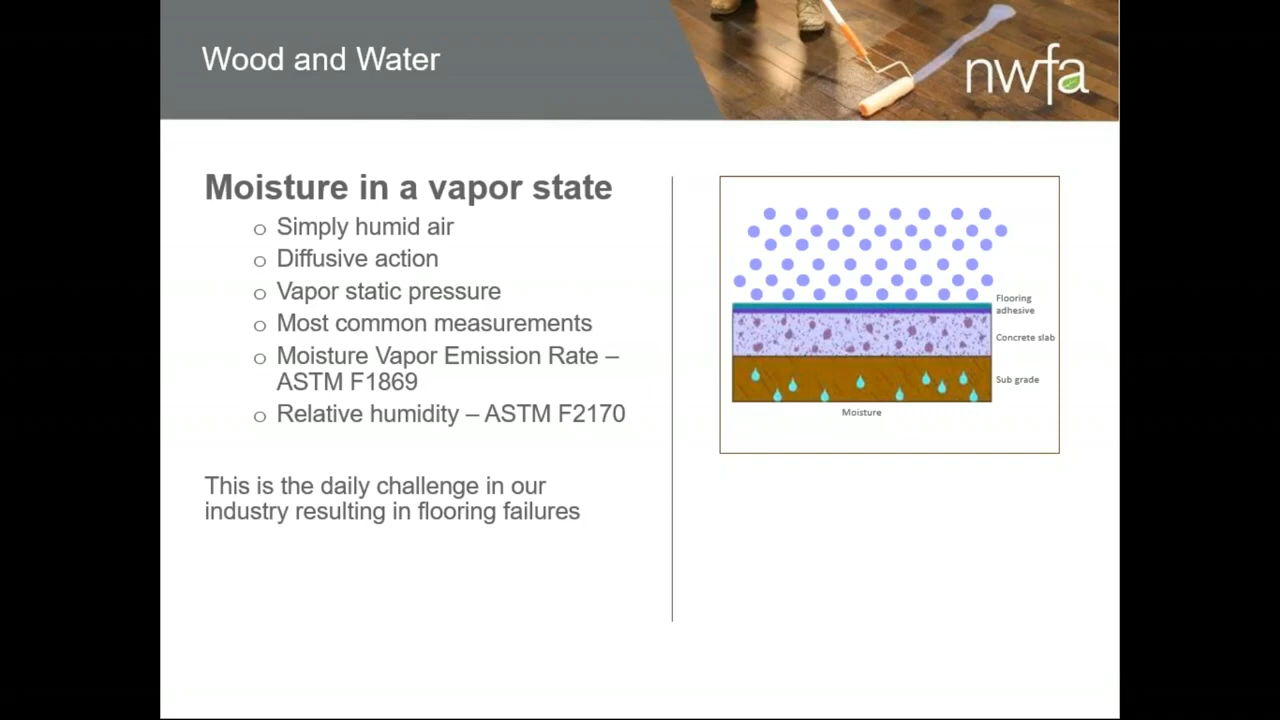 Wood and Water
nwfa
Moisture in a vapor state
o Simply humid air
o Diffusive action
o Vapor static pressure
o Most common measurements
o Moisture Vapor Emission Rate –
ASTM F1869
o Relative humidity – ASTM F2170
This is the daily challenge in our
industry resulting in flooring failures
Flooring
adhesive
Concrete slab
Sub grade
Moisture